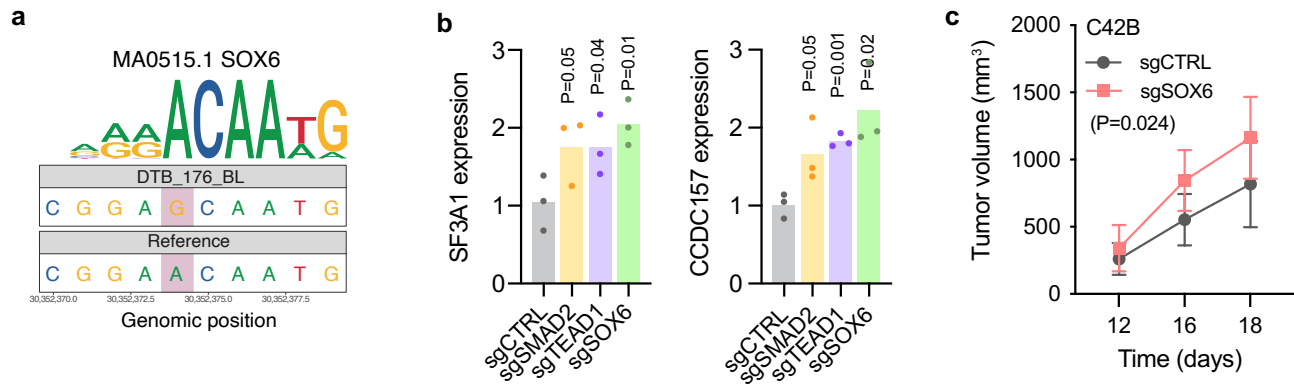 a
MA0515.1 SOX6
AAAACAATG
GGAA
DTB_176_BL
C G G A G C A A T G
Reference
C G G A A C A A T G
30,352,370.0 30,352,372.5 30,352,375.0 30,352,377.5
Genomic position
b
SF3A1 expression
3
2
1
0
P=0.05
P=0.04
P=0.01
sgCTRL
sgSMAD2
sgTEAD1
sgSOX6
CCDC157 expression
3
2
1
0
P=0.05
P=0.001
P=0.02
sgCTRL
sgSMAD2
sgTEAD1
sgSOX6
c
Tumor volume (mm³)
2000
1500
1000
500
0
C42B
sgCTRL
sgSOX6
(P=0.024)
12 16 18
Time (days)